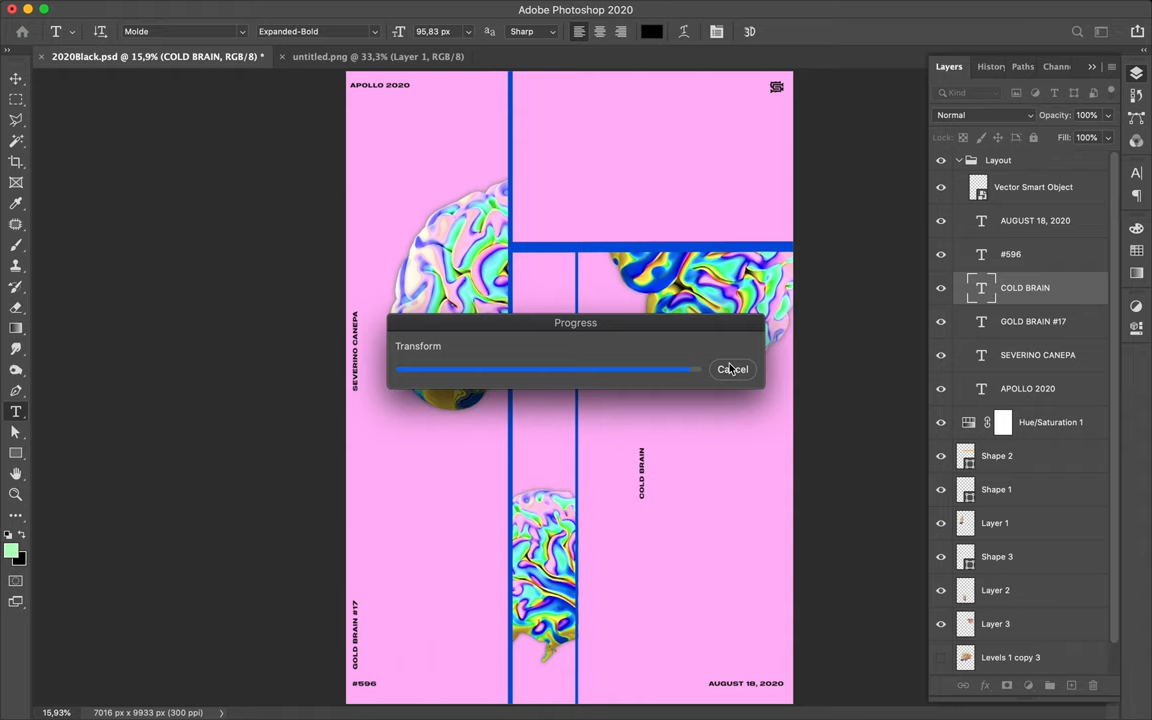 Adobe Photoshop 2020
Molde
Expanded-Bold
95,83 pt
Sharp
3D
2020Black.psd @ 15,9% (COLD BRAIN, RGB/8) *
untitled.png @ 33,3% (Layer 1, RGB/8)
Layers
History
Paths
Chann
Kind
Normal
Opacity: 100%
Lock:
Fill: 100%
Layout
Vector Smart Object
AUGUST 18, 2020
#596
COLD BRAIN
GOLD BRAIN #17
SEVERINO CANEPA
APOLLO 2020
Hue/Saturation 1
Shape 2
Shape 1
Layer 1
Shape 3
Layer 2
Layer 3
Levels 1 copy 3
APOLLO 2020
SEVERINO CANEPA
Progress
Transform
Cancel
COLD BRAIN
GOLD BRAIN #17
#596
AUGUST 18, 2020
15,93%
7016 px x 9933 px (300 ppi)